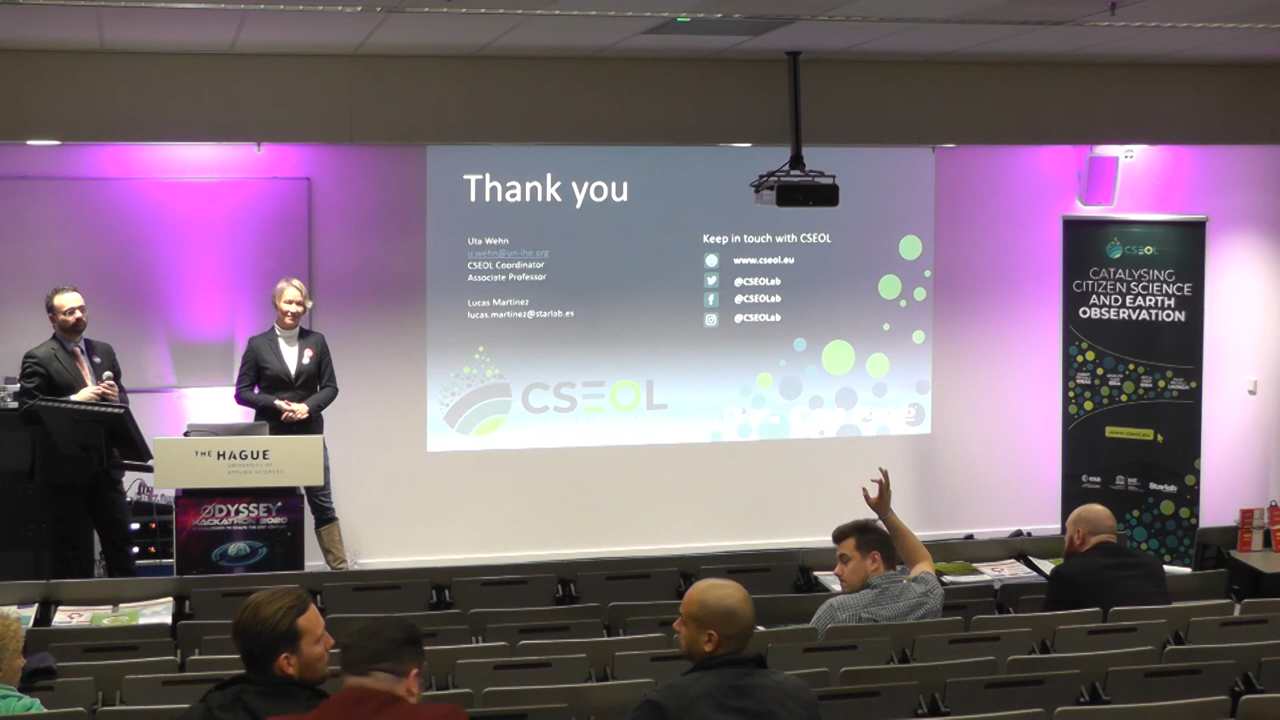 Thank you
Uta Wehn
u.wehn@un-ihe.org
CSEOL Coordinator
Associate Professor
Lucas Martinez
lucas.martinez@starlab.es
Keep in touch with CSEOL
www.cseol.eu
@CSEOLab
@CSEOLab
@CSEOLab
CSEOL
THE HAGUE
UNIVERSITY OF
APPLIED SCIENCES
ODYSSEY
HACKATHON 2020
CSEOL
CATALYSING
CITIZEN SCIENCE
AND EARTH
OBSERVATION
www.cseol.eu
esa
Starlab